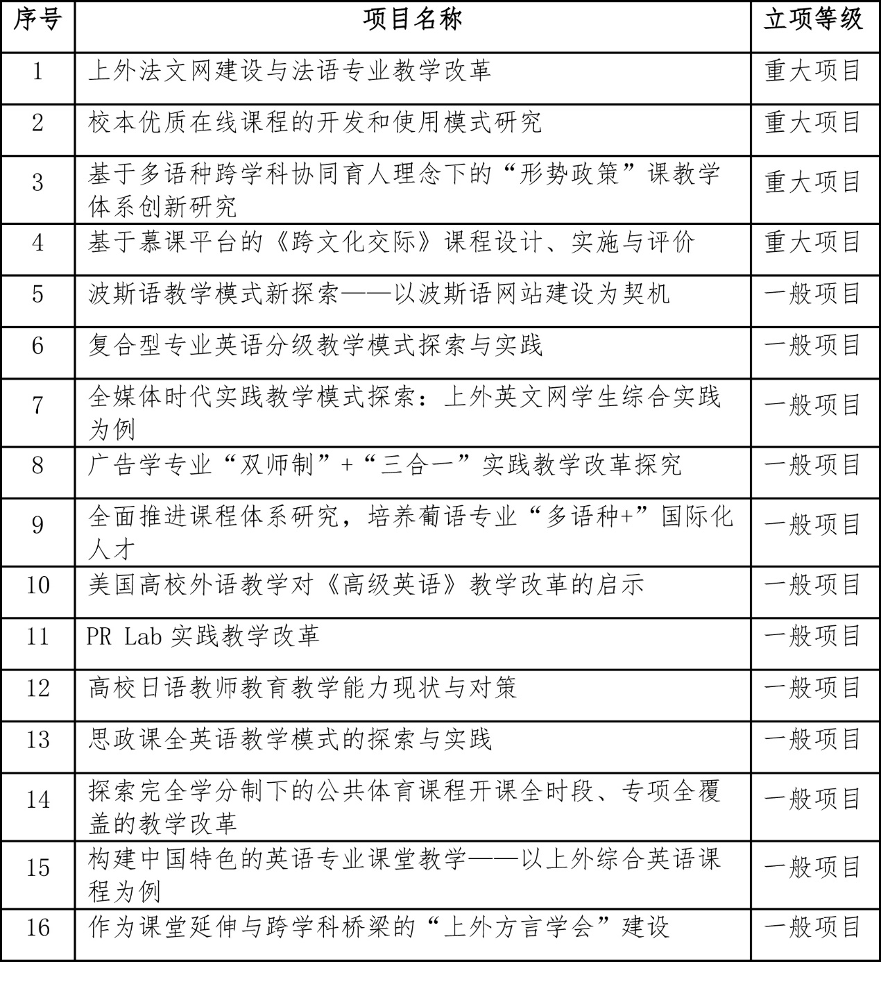 序号 项目名称 立项等级
1 上外法文网建设与法语专业教学改革 重大项目
2 校本优质在线课程的开发和使用模式研究 重大项目
3 基于多语种跨学科协同育人理念下的“形势政策”课教学
体系创新研究 重大项目
4 基于慕课平台的《跨文化交际》课程设计、实施与评价 重大项目
5 波斯语教学模式新探索——以波斯语网站建设为契机 一般项目
6 复合型专业英语分级教学模式探索与实践 一般项目
7 全媒体时代实践教学模式探索：上外英文网学生综合实践
为例 一般项目
8 广告学专业“双师制”+“三合一”实践教学改革探究 一般项目
9 全面推进课程体系研究，培养葡语专业“多语种+”国际化
人才 一般项目
10 美国高校外语教学对《高级英语》教学改革的启示 一般项目
11 PR Lab 实践教学改革 一般项目
12 高校日语教师教育教学能力现状与对策 一般项目
13 思政课全英语教学模式的探索与实践 一般项目
14 探索完全学分制下的公共体育课程开课全时段、专项全覆
盖的教学改革 一般项目
15 构建中国特色的英语专业课堂教学——以上外综合英语课
程为例 一般项目
16 作为课堂延伸与跨学科桥梁的“上外方言学会”建设 一般项目